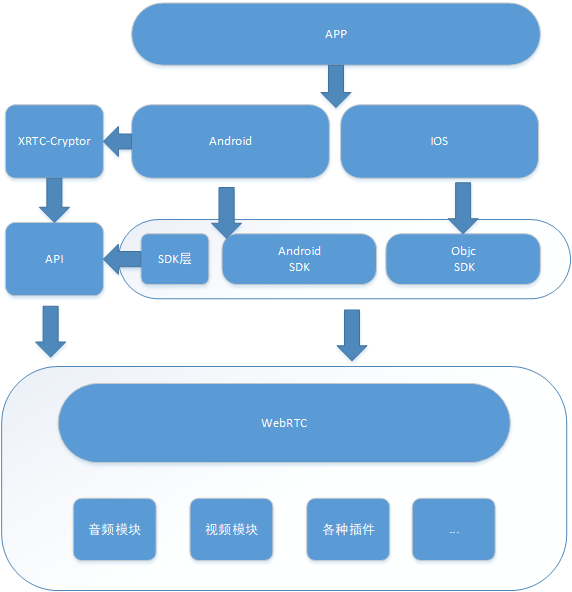 APP
XRTC-Cryptor
Android
IOS
API
SDK层
Android
SDK
Objc
SDK
WebRTC
音频模块
视频模块
各种插件
...